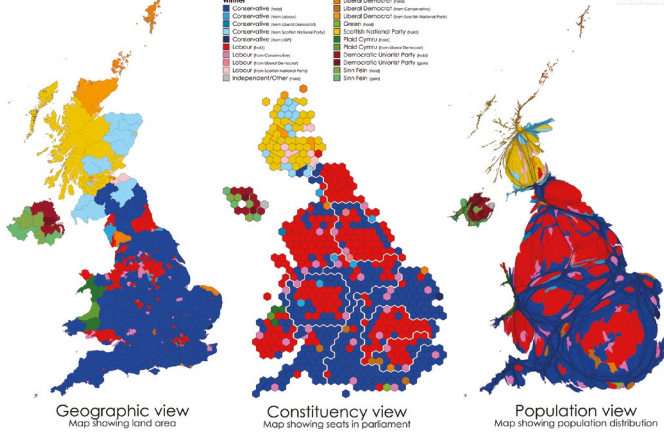 Winner
Conservative (hold)
Conservative (from Labour)
Conservative (from Liberal Democrat)
Conservative (from Scottish National Party)
Conservative (from UKIP)
Labour (hold)
Labour (from Conservative)
Labour (from Liberal Democrat)
Labour (from Scottish National Party)
Independent/Other (hold)
Liberal Democrat (hold)
Liberal Democrat (from Conservative)
Liberal Democrat (from Scottish National Party)
Green (hold)
Scottish National Party (hold)
Plaid Cymru (hold)
Plaid Cymru (from Liberal Democrat)
Democratic Unionist Party (hold)
Democratic Unionist Party (gain)
Sinn Fein (hold)
Sinn Fein (gain)
Geographic view
Map showing land area
Constituency view
Map showing seats in parliament
Population view
Map showing population distribution